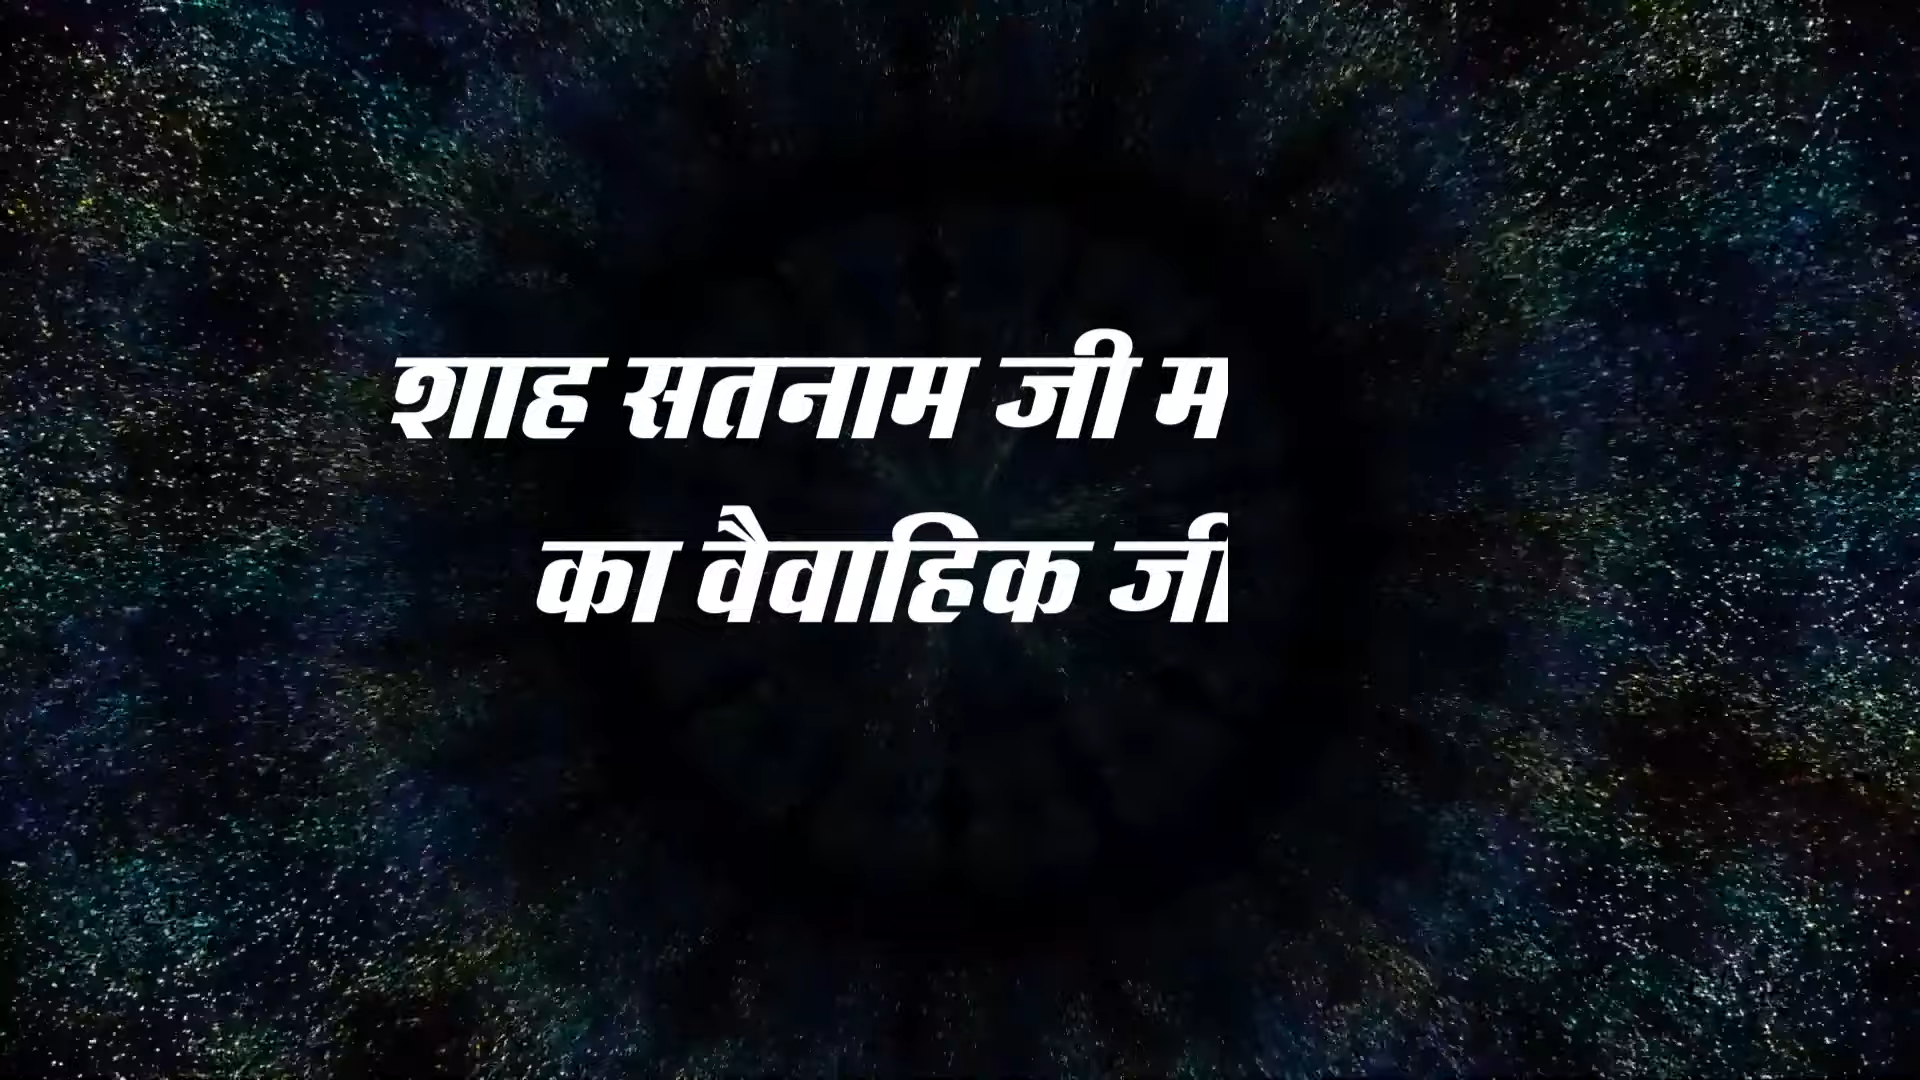 शाह सतनाम जी म
का वैवाहिक जी